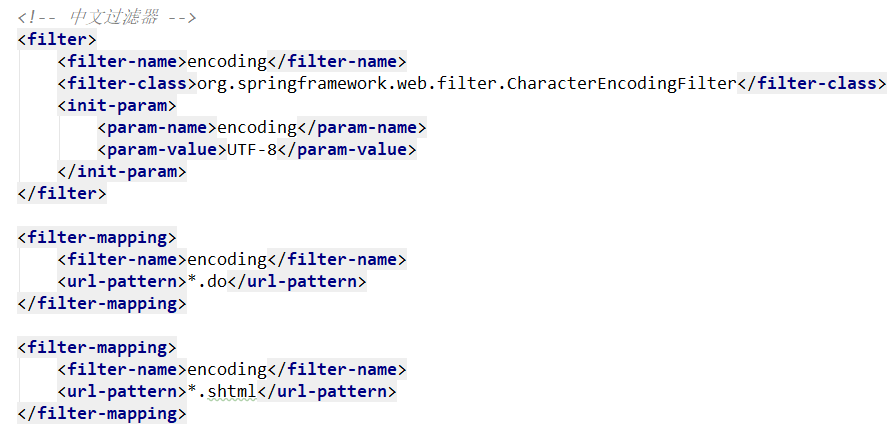 <!-- 中文过滤器 -->
<filter>
    <filter-name>encoding</filter-name>
    <filter-class>org.springframework.web.filter.CharacterEncodingFilter</filter-class>
    <init-param>
        <param-name>encoding</param-name>
        <param-value>UTF-8</param-value>
    </init-param>
</filter>

<filter-mapping>
    <filter-name>encoding</filter-name>
    <url-pattern>*.do</url-pattern>
</filter-mapping>

<filter-mapping>
    <filter-name>encoding</filter-name>
    <url-pattern>*.shtml</url-pattern>
</filter-mapping>